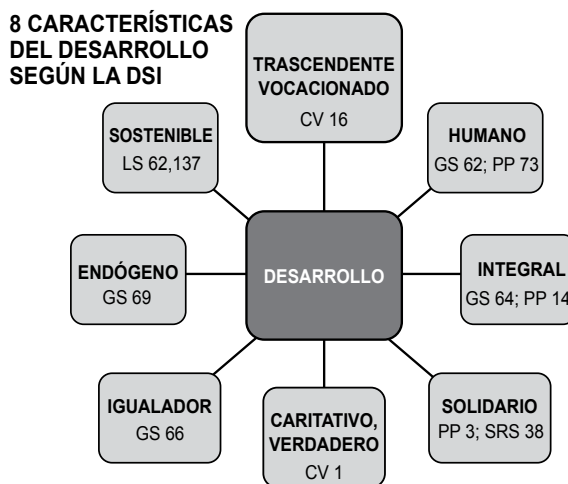 8 CARACTERÍSTICAS
DEL DESARROLLO
SEGÚN LA DSI
TRASCENDENTE
VOCACIONADO
CV 16
SOSTENIBLE
LS 62,137
HUMANO
GS 62; PP 73
ENDÓGENO
GS 69
DESARROLLO
INTEGRAL
GS 64; PP 14
IGUALADOR
GS 66
CARITATIVO,
VERDADERO
CV 1
SOLIDARIO
PP 3; SRS 38